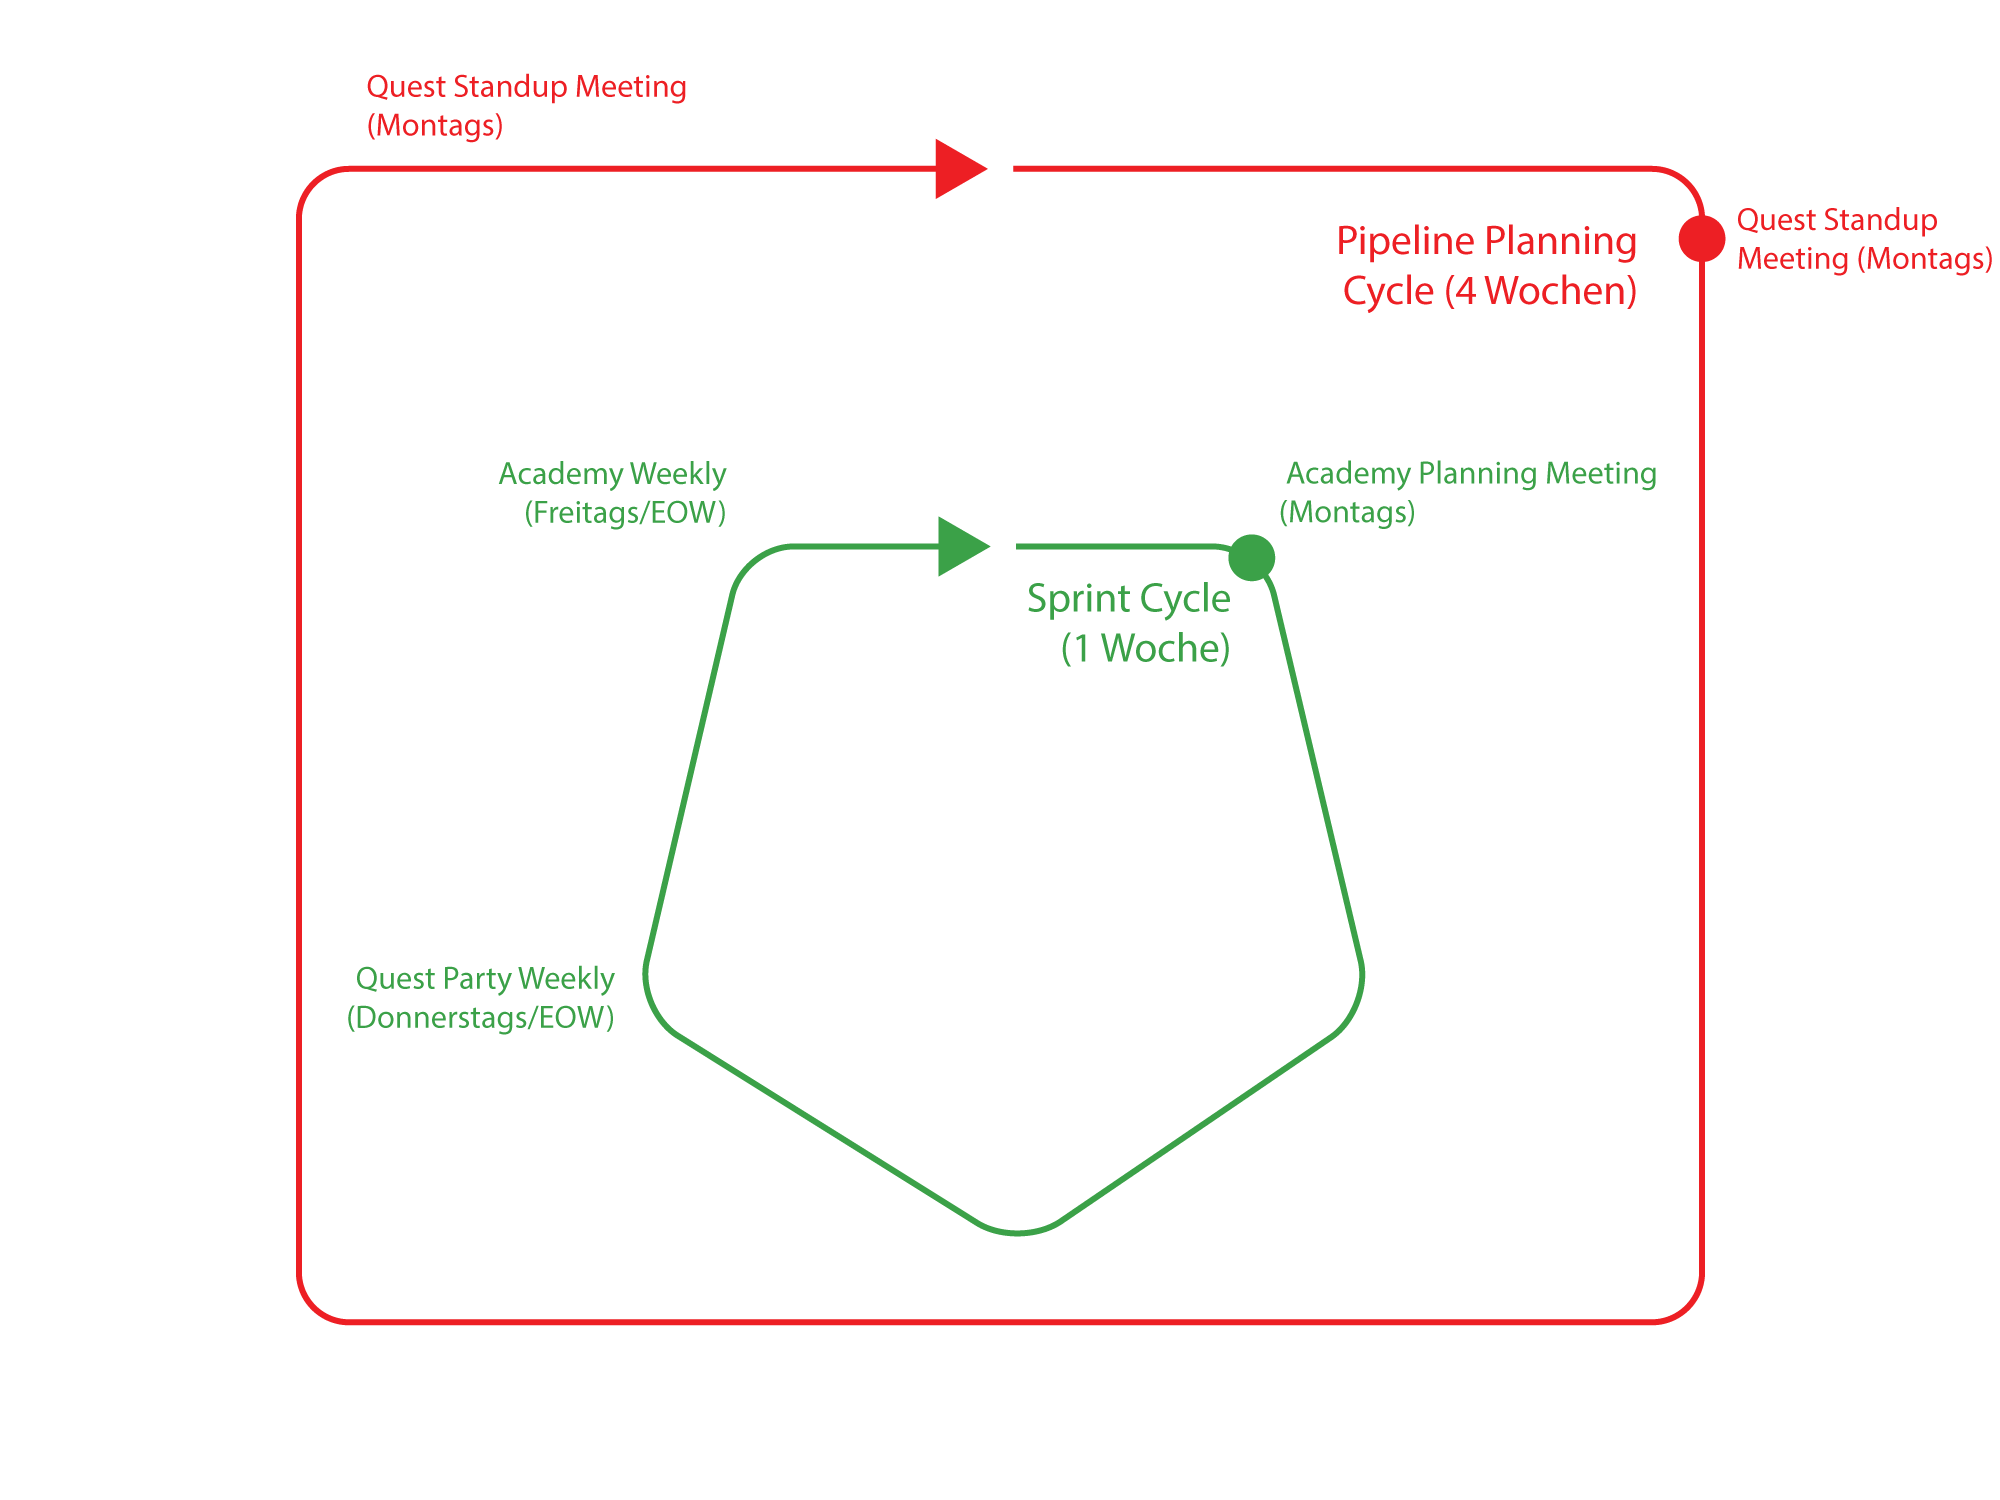 Quest Standup Meeting
(Montags)
Quest Standup
Meeting (Montags)
Pipeline Planning
Cycle (4 Wochen)
Academy Weekly
(Freitags/EOW)
Academy Planning Meeting
(Montags)
Sprint Cycle
(1 Woche)
Quest Party Weekly
(Donnerstags/EOW)